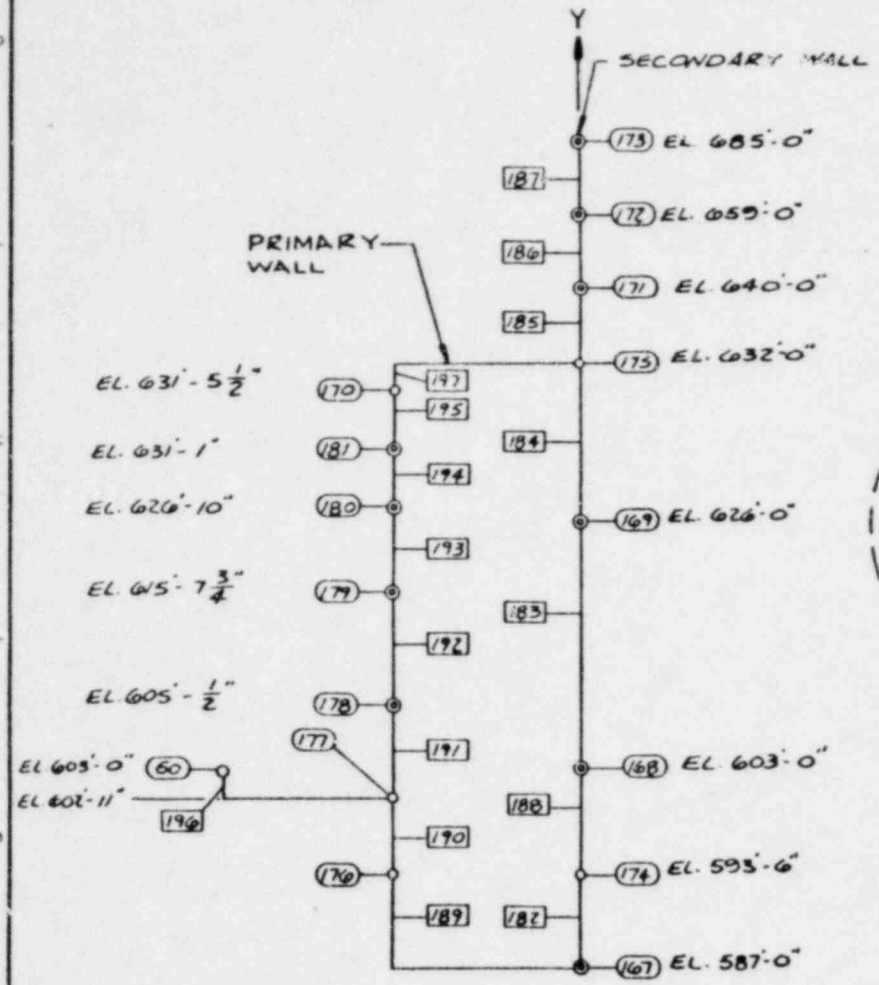 Y
SECONDARY WALL
173 EL 685'-0"
187
172 EL. 659'-0"
PRIMARY
WALL
186
171 EL. 640'-0"
185
175 EL. 632'-0"
EL. 631'-5 1/2" 170 197
195
184
EL. 631'-1" 181
194
EL. 626'-10" 180
169 EL. 626'-0"
193
EL. 615'-7 3/4" 179
183
192
EL. 605'-1/2" 178
177
191
EL 603'-0" 60
168 EL. 603'-0"
EL. 602'-11"
196
188
190
176
174 EL. 593'-6"
189
182
167 EL. 587'-0"